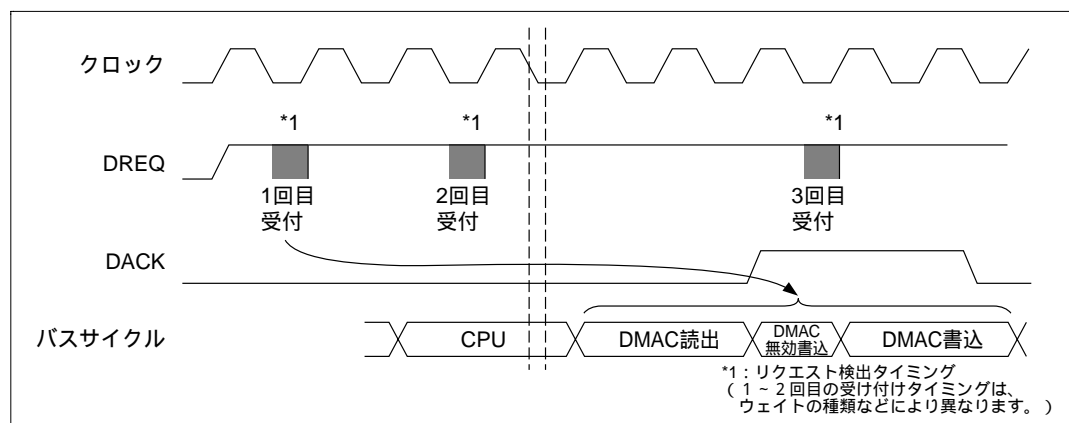 クロック
*1 *1 *1
DREQ
1回目 2回目 3回目
受付 受付 受付
DACK
バスサイクル CPU DMAC読出 DMAC DMAC書込
無効書込
*1：リクエスト検出タイミング
（１～２回目の受け付けタイミングは、
ウェイトの種類などにより異なります。）